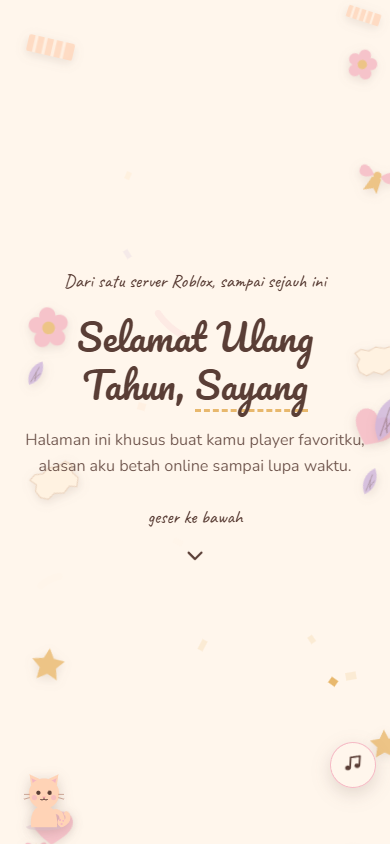 Dari satu server Roblox, sampai sejauh ini
Selamat Ulang
Tahun, Sayang
Halaman ini khusus buat kamu player favoritku,
alasan aku betah online sampai lupa waktu.
geser ke bawah